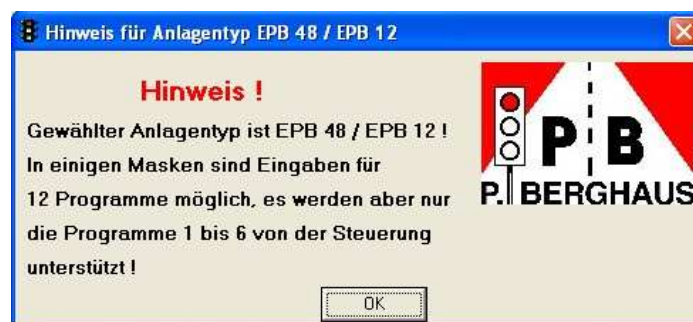 Hinweis für Anlagentyp EPB 48 / EPB 12
Hinweis !
Gewählter Anlagentyp ist EPB 48 / EPB 12 !
In einigen Masken sind Eingaben für
12 Programme möglich, es werden aber nur
die Programme 1 bis 6 von der Steuerung
unterstützt !
P B
P. BERGHAUS
OK